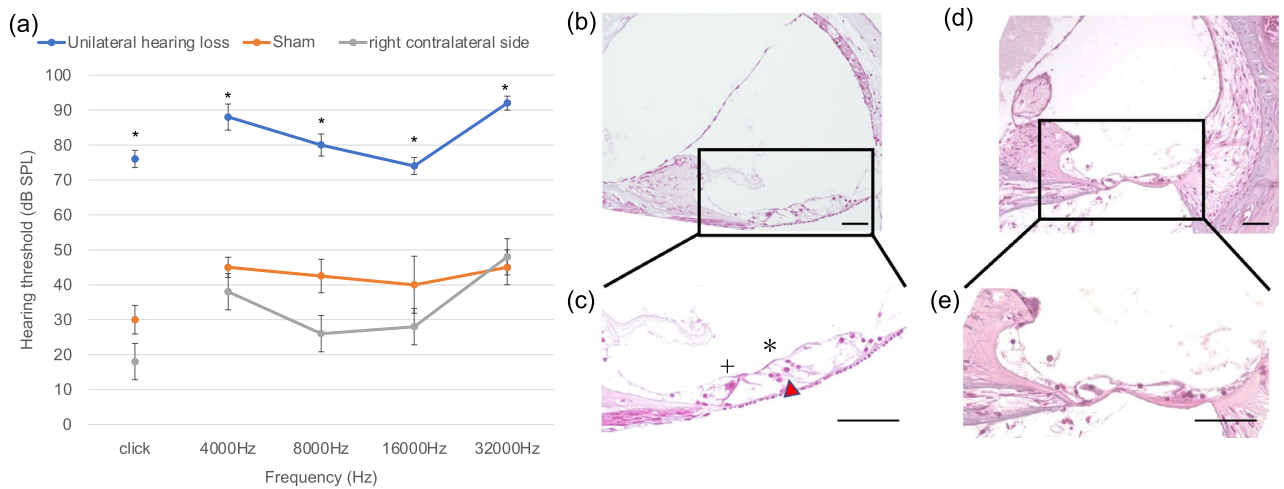 (a)
Unilateral hearing loss
Sham
right contralateral side
Hearing threshold (dB SPL)
100
90
80
70
60
50
40
30
20
10
0
*
*
*
*
*
click
4000Hz
8000Hz
16000Hz
32000Hz
Frequency (Hz)
(b)
(c)
+
*
(d)
(e)